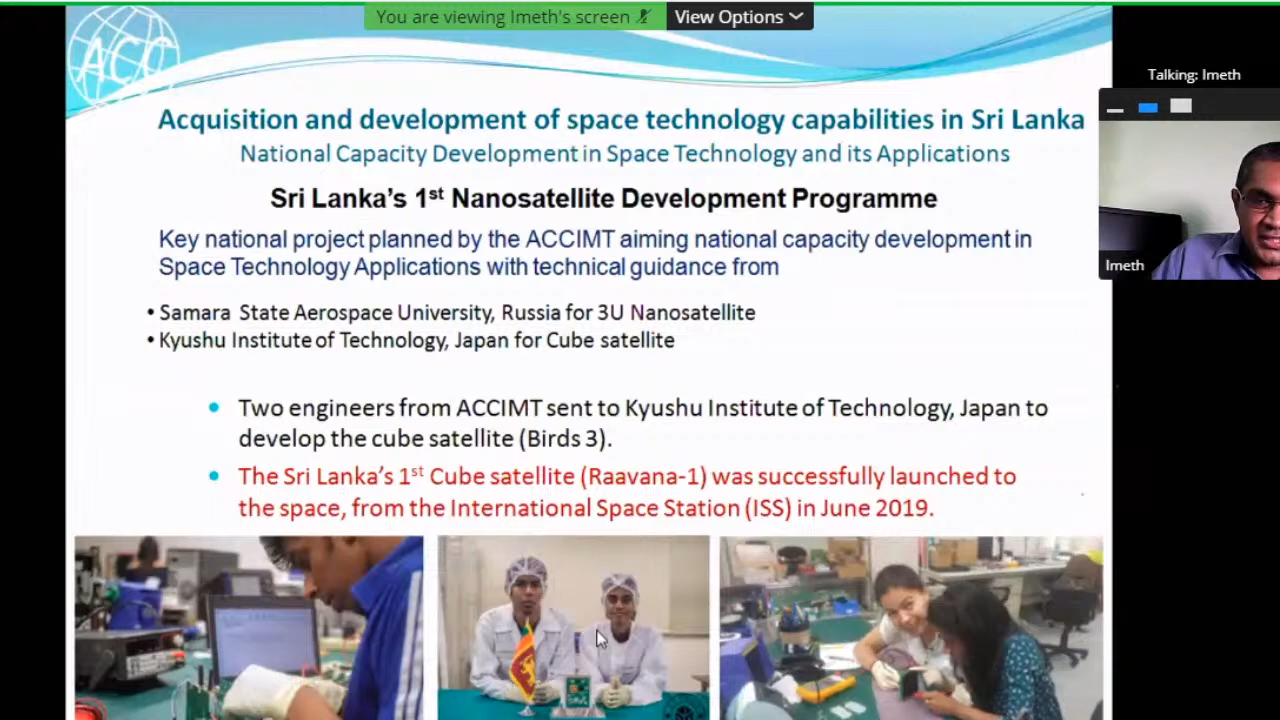 You are viewing Imeth's screen
View Options
ACC
Talking: Imeth
Imeth
Acquisition and development of space technology capabilities in Sri Lanka
National Capacity Development in Space Technology and its Applications
Sri Lanka's 1st Nanosatellite Development Programme
Key national project planned by the ACCIMT aiming national capacity development in
Space Technology Applications with technical guidance from
• Samara State Aerospace University, Russia for 3U Nanosatellite
• Kyushu Institute of Technology, Japan for Cube satellite
• Two engineers from ACCIMT sent to Kyushu Institute of Technology, Japan to
develop the cube satellite (Birds 3).
• The Sri Lanka's 1st Cube satellite (Raavana-1) was successfully launched to
the space, from the International Space Station (ISS) in June 2019.